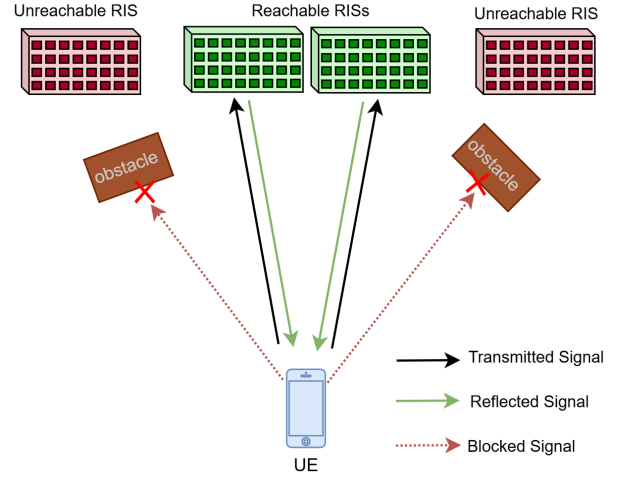 Unreachable RIS
Reachable RISs
Unreachable RIS
obstacle
obstacle
Transmitted Signal
Reflected Signal
Blocked Signal
UE